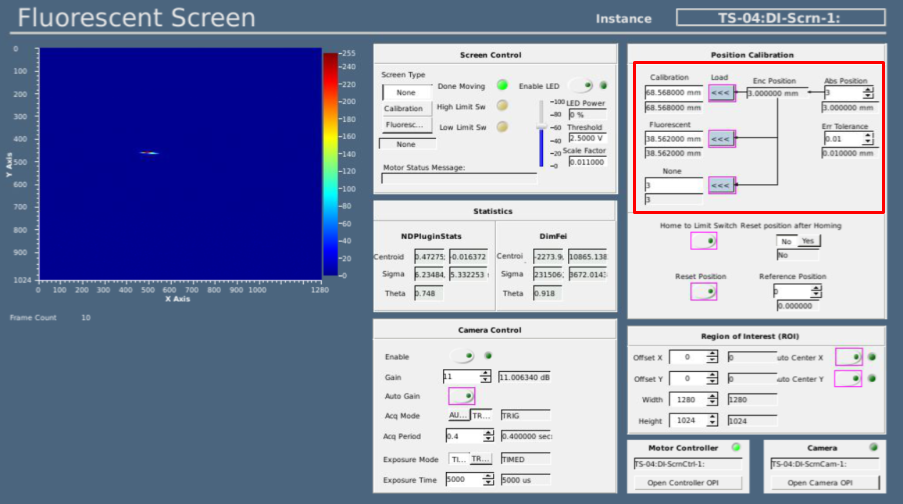 Fluorescent Screen
Instance
TS-04:DI-Scrn-1:
0
100
200
300
400
500
600
700
800
900
1024
Y Axis
0 100 200 300 400 500 600 700 800 900 1000 1280
X Axis
255
240
220
200
180
160
140
120
100
80
60
40
20
0
Frame Count 10
Screen Control
Screen Type
None
Calibration
Fluoresc...
None
Done Moving
High Limit Sw
Low Limit Sw
Enable LED
100
80
60
40
20
0
LED Power
0 %
Threshold
2.5000 V
Scale Factor
0.011000
Motor Status Message:
Statistics
NDPluginStats
Centroid 0.47275 -0.016372
Sigma 6.23484 5.332253
Theta 0.748
DimFei
Centroi -2273.9 10865.138
Sigma 231506 3672.014
Theta 0.918
Camera Control
Enable
Gain 11 11.006340 dB
Auto Gain
Acq Mode AU... TR... TRIG
Acq Period 0.4 0.400000 sec
Exposure Mode TI... TR... TIMED
Exposure Time 5000 5000 us
Position Calibration
Calibration Load Enc Position Abs Position
68.568000 mm <<< 3.000000 mm 3
68.568000 mm 3.000000 mm
Fluorescent Err Tolerance
38.562000 mm <<< 0.01
38.562000 mm 0.010000 mm
None
3 <<<
3
Home to Limit Switch Reset position after Homing
No Yes
No
Reset Position Reference Position
0
0.000000
Region of Interest (ROI)
Offset X 0 0 uto Center X
Offset Y 0 0 uto Center Y
Width 1280 1280
Height 1024 1024
Motor Controller
TS-04:DI-ScrnCtrl-1:
Open Controller OPI
Camera
TS-04:DI-ScrnCam-1:
Open Camera OPI